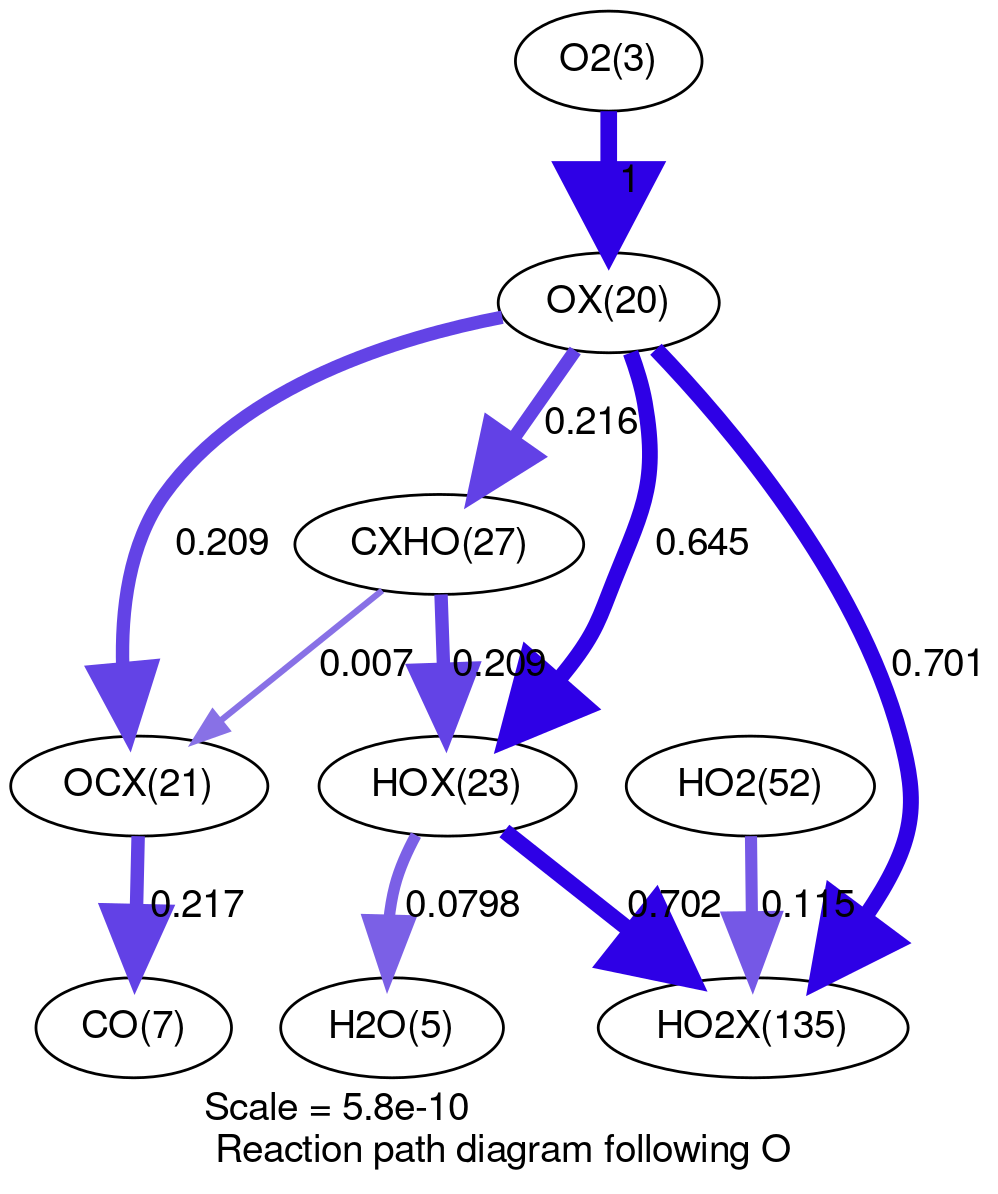 O2(3)
1
OX(20)
0.216
0.209
CXHO(27)
0.645
0.007
0.209
0.701
OCX(21)
HOX(23)
HO2(52)
0.217
0.0798
0.702
0.115
CO(7)
H2O(5)
HO2X(135)
Scale = 5.8e-10
Reaction path diagram following O